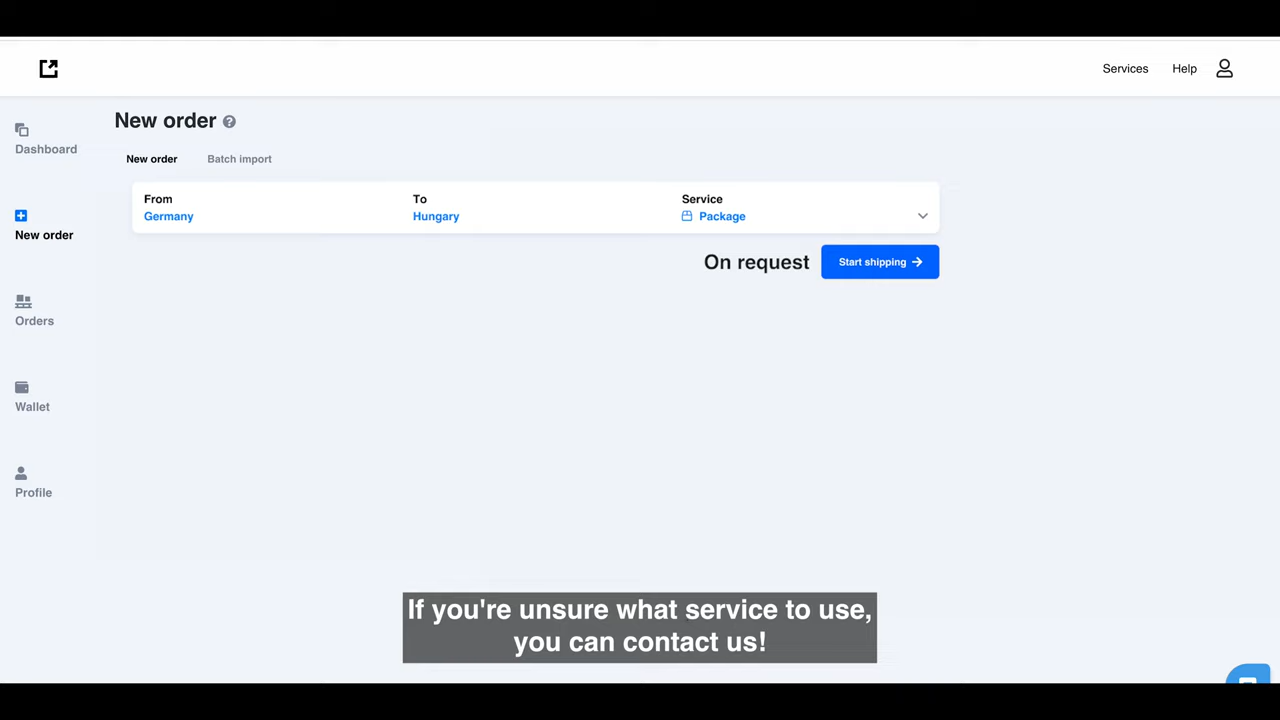 Services Help
New order
Dashboard
New order Batch import
From To Service
Germany Hungary Package
New order
On request Start shipping
Orders
Wallet
Profile
If you're unsure what service to use,
you can contact us!